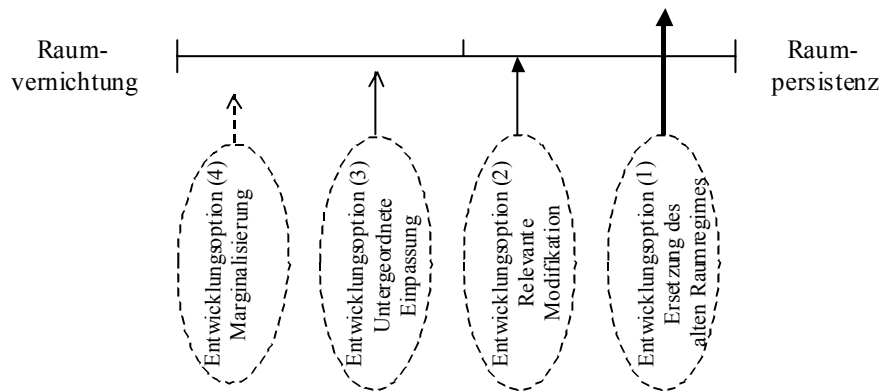 Raum-
vernichtung
Raum-
persistenz
Entwicklungsoption (4)
Marginalisierung
Entwicklungsoption (3)
Untergeordnete
Einpassung
Entwicklungsoption (2)
Relevante
Modifikation
Entwicklungsoption (1)
Ersetzung des
alten Raumregimes